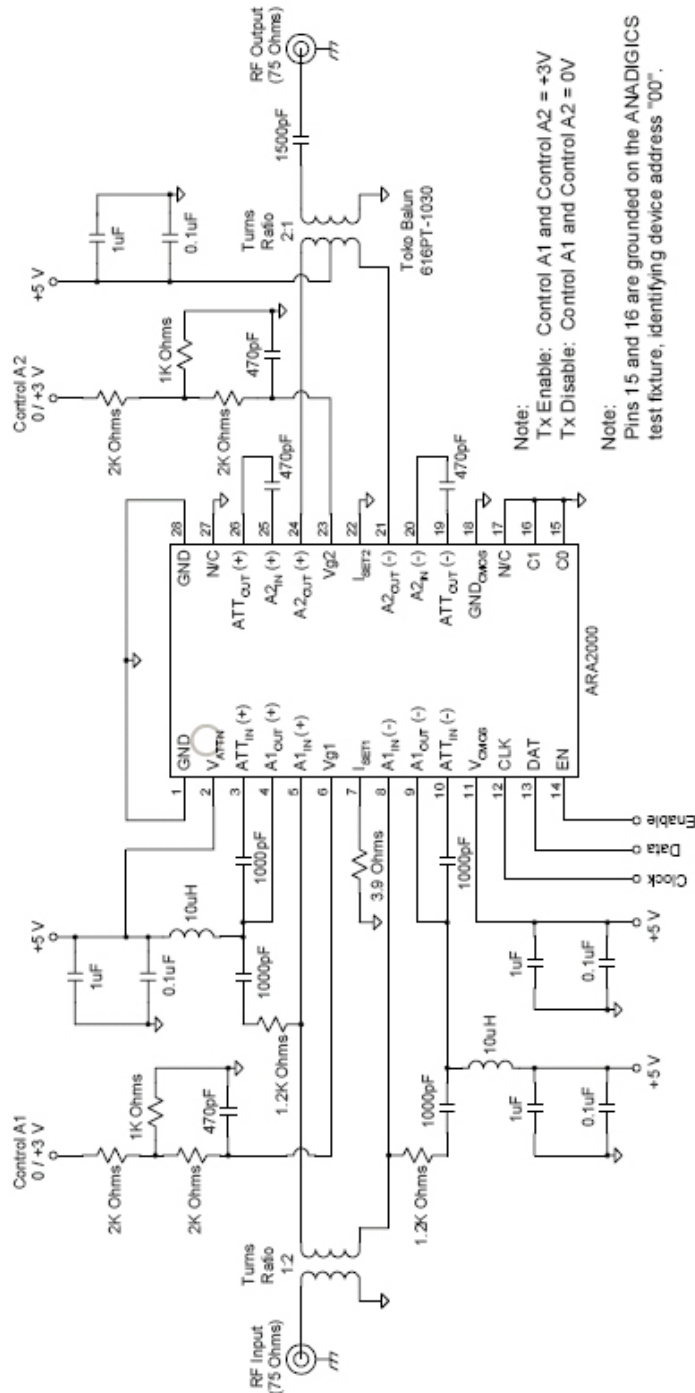 Control A1
0 / +3 V
2K Ohms
1K Ohms
2K Ohms
470pF
+5 V
1uF
0.1uF
10uH
1000pF
1000pF
1.2K Ohms
RF Input
(75 Ohms)
Turns
Ratio
1:2
3.9 Ohms
1.2K Ohms
1000pF
1000pF
10uH
1uF
0.1uF
+5 V
1uF
0.1uF
+5 V
Clock
Data
Enable
1 GND
2 VATTN
3 ATTIN (+)
4 A1OUT (+)
5 A1IN (+)
6 Vg1
7 ISET1
8 A1IN (-)
9 A1OUT (-)
10 ATTIN (-)
11 VCMOS
12 CLK
13 DAT
14 EN
GND 28
N/C 27
ATTOUT (+) 26
A2IN (+) 25
A2OUT (+) 24
Vg2 23
ISET2 22
A2OUT (-) 21
A2IN (-) 20
ATTOUT (-) 19
GNDCMOS 18
N/C 17
C1 16
C0 15
ARA2000
Control A2
0 / +3 V
2K Ohms
1K Ohms
2K Ohms
470pF
470pF
470pF
+5 V
1uF
0.1uF
Turns
Ratio
2:1
Toko Balun
616PT-1030
1500pF
RF Output
(75 Ohms)
Note:
Tx Enable: Control A1 and Control A2 = +3V
Tx Disable: Control A1 and Control A2 = 0V
Note:
Pins 15 and 16 are grounded on the ANADIGICS
test fixture, identifying device address "00".